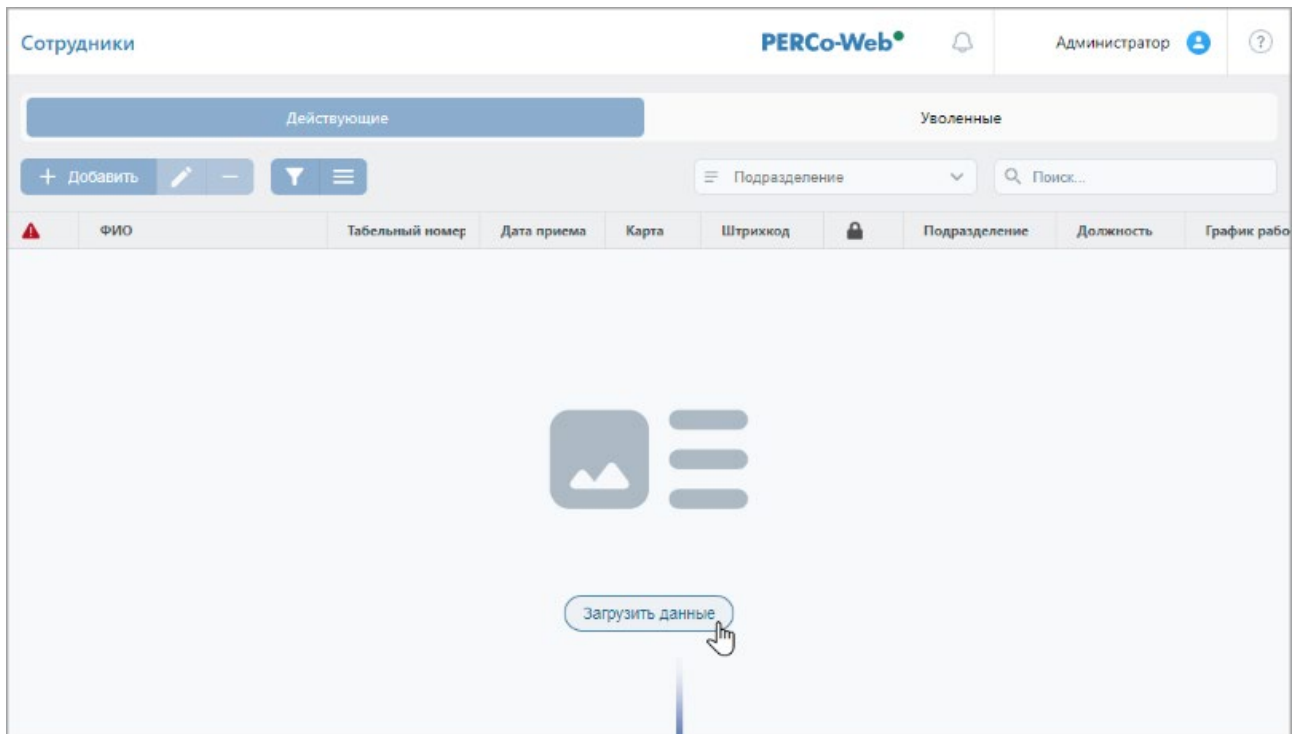 Сотрудники
PERCo-Web
Администратор
?
Действующие
Уволенные
+ Добавить
Подразделение
Поиск...
ФИО
Табельный номер
Дата приема
Карта
Штрихкод
Подразделение
Должность
График рабо
Загрузить данные